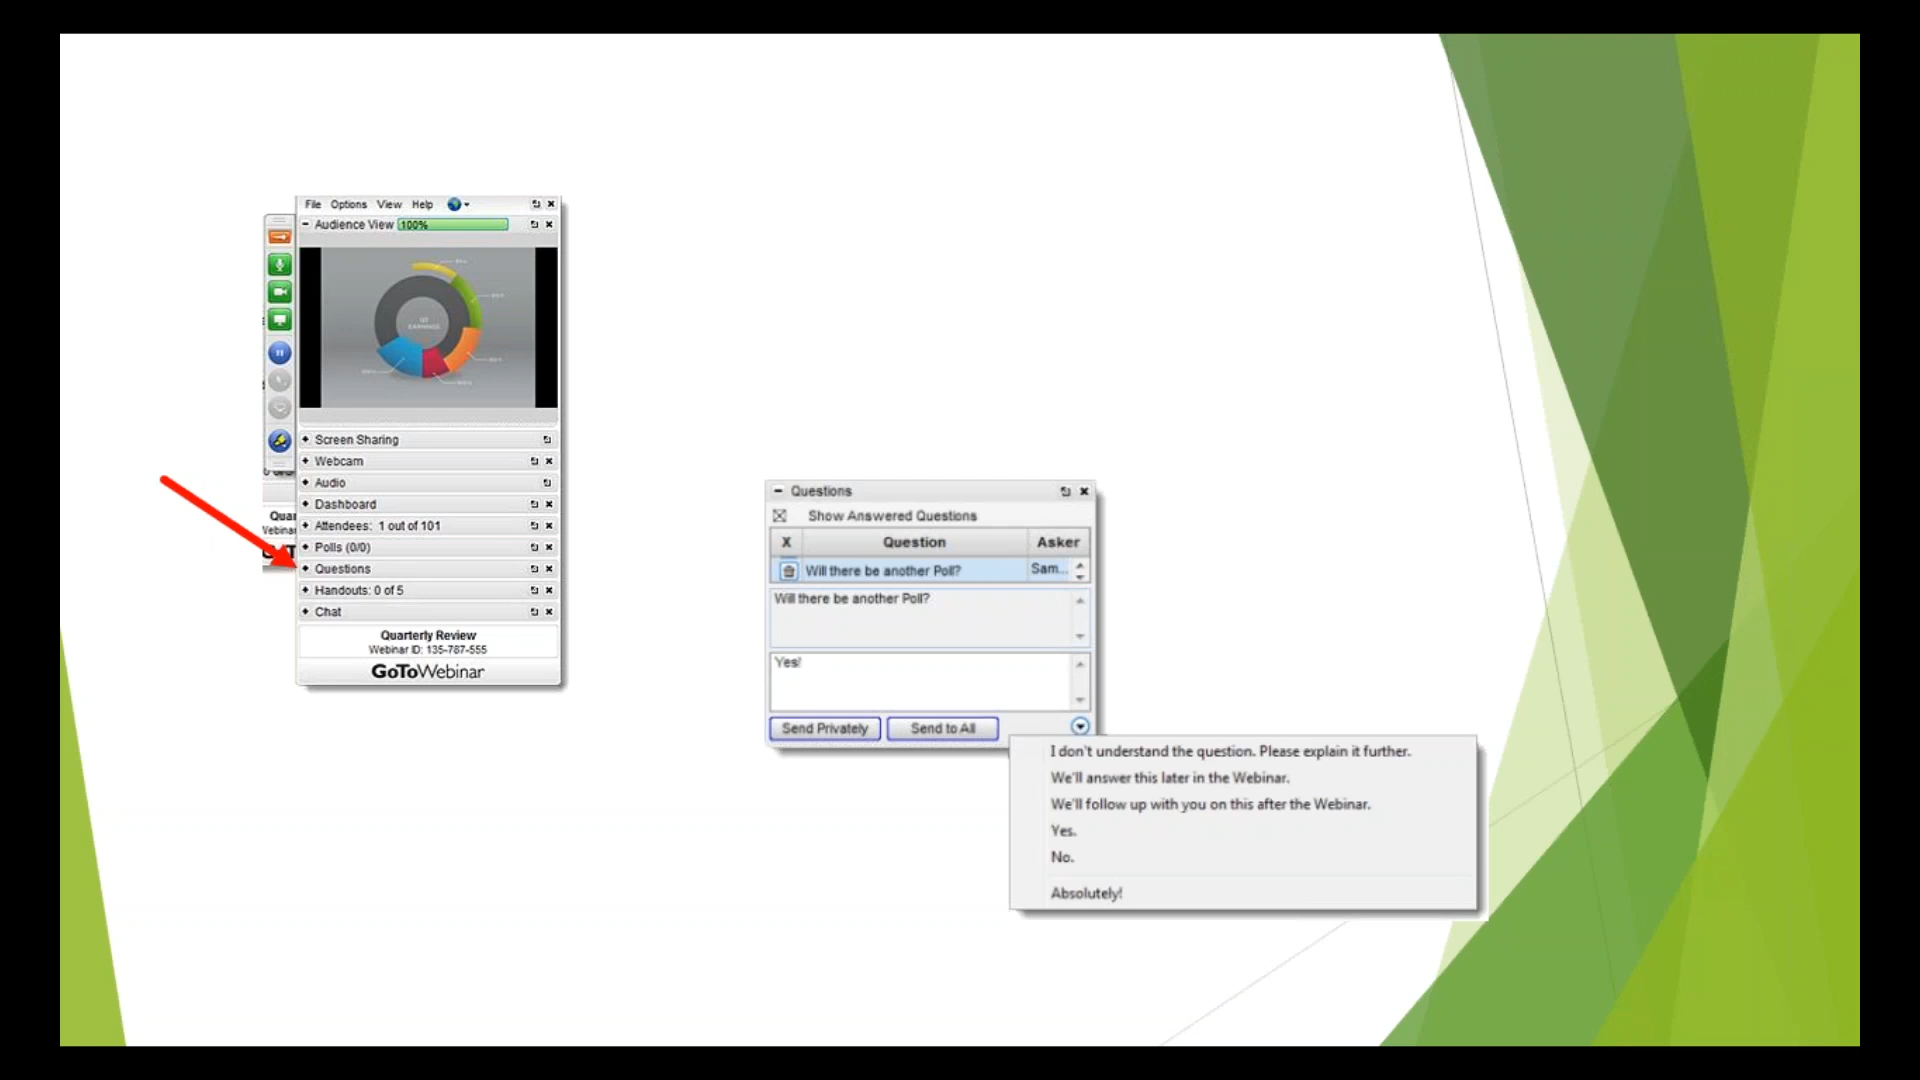 File Options View Help
Audience View 100%
Screen Sharing
Webcam
Audio
Dashboard
Attendees: 1 out of 101
Polls (0/0)
Questions
Handouts: 0 of 5
Chat
Quarterly Review
Webinar ID: 135-787-555
GoToWebinar
Questions
Show Answered Questions
X Question Asker
Will there be another Poll? Sam...
Will there be another Poll?
Yes!
Send Privately Send to All
I don't understand the question. Please explain it further.
We'll answer this later in the Webinar.
We'll follow up with you on this after the Webinar.
Yes.
No.
Absolutely!